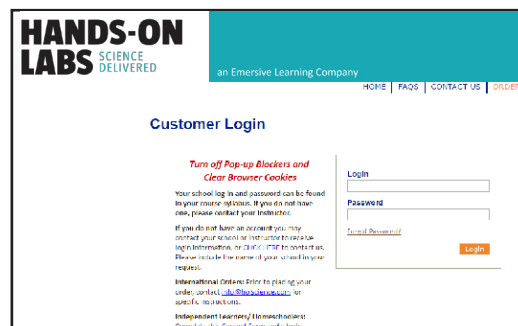 HANDS-ON
LABS SCIENCE
DELIVERED
an Emersive Learning Company
HOME | FAQS | CONTACT US | ORDER
Customer Login
Turn off Pop-up Blockers and
Clear Browser Cookies
Your school log in and password can be found
in your course syllabus. If you do not have
one, please contact your instructor.
If you do not have an account you may
contact your school or instructor to receive
login information, or CLICK HERE to contact us.
Please include the name of your school in your
request.
International Orders: Prior to placing your
order, contact info@holscience.com for
specific instructions.
Independent Learners/ Homeschoolers:
Login
Password
Forgot Password?
Login